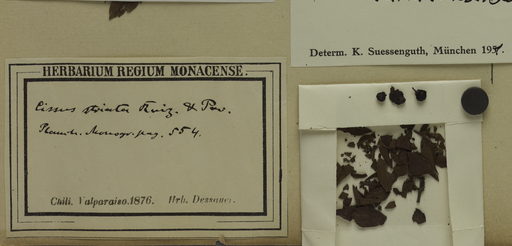 Determ. K. Suessenguth, München 1951.
HERBARIUM REGIUM MONACENSE.
Cissus striata Ruiz. & Pav.
Planch. Monogr. pag. 554.
Chili. Valparaiso. 1876. Hrb. Dessauer.